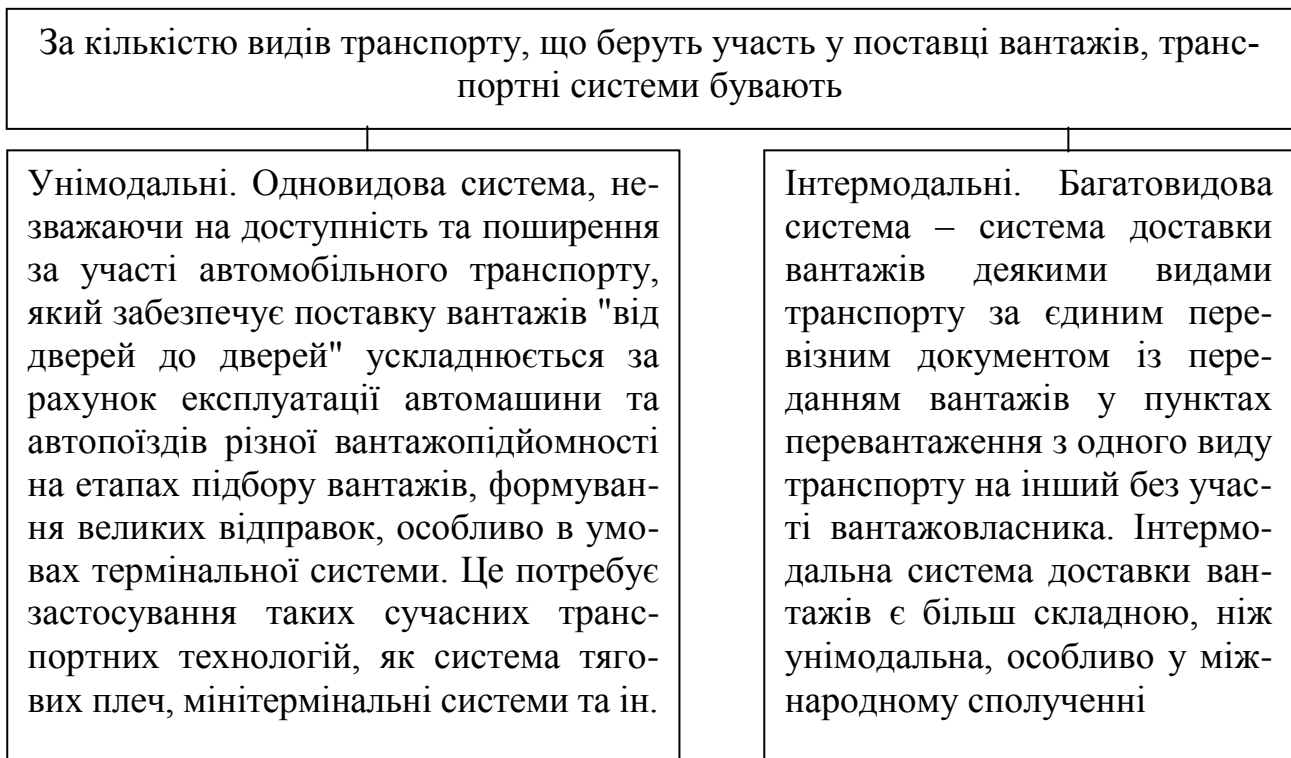 За кількістю видів транспорту, що беруть участь у поставці вантажів, транс-
портні системи бувають
Унімодальні. Одновидова система, не-
зважаючи на доступність та поширення
за участі автомобільного транспорту,
який забезпечує поставку вантажів "від
дверей до дверей" ускладнюється за
рахунок експлуатації автомашини та
автопоїздів різної вантажопідйомності
на етапах підбору вантажів, формуван-
ня великих відправок, особливо в умо-
вах термінальної системи. Це потребує
застосування таких сучасних транс-
портних технологій, як система тяго-
вих плеч, мінітермінальні системи та ін.
Інтермодальні. Багатовидова
система – система доставки
вантажів деякими видами
транспорту за єдиним пере-
візним документом із пере-
данням вантажів у пунктах
перевантаження з одного виду
транспорту на інший без учас-
ті вантажовласника. Інтермо-
дальна система доставки ван-
тажів є більш складною, ніж
унімодальна, особливо у між-
народному сполученні